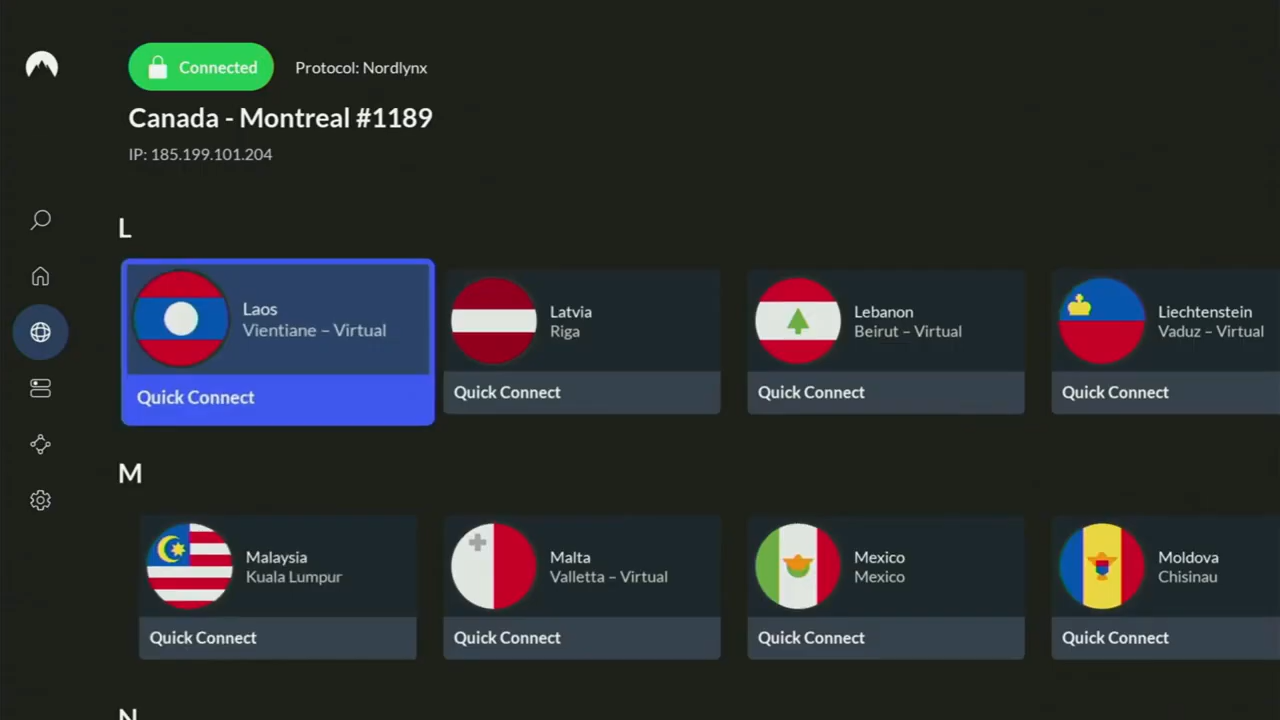 Connected
Protocol: Nordlynx
Canada - Montreal #1189
IP: 185.199.101.204
L
Laos
Vientiane – Virtual
Quick Connect
Latvia
Riga
Quick Connect
Lebanon
Beirut – Virtual
Quick Connect
Liechtenstein
Vaduz – Virtual
Quick Connect
M
Malaysia
Kuala Lumpur
Quick Connect
Malta
Valletta – Virtual
Quick Connect
Mexico
Mexico
Quick Connect
Moldova
Chisinau
Quick Connect
N